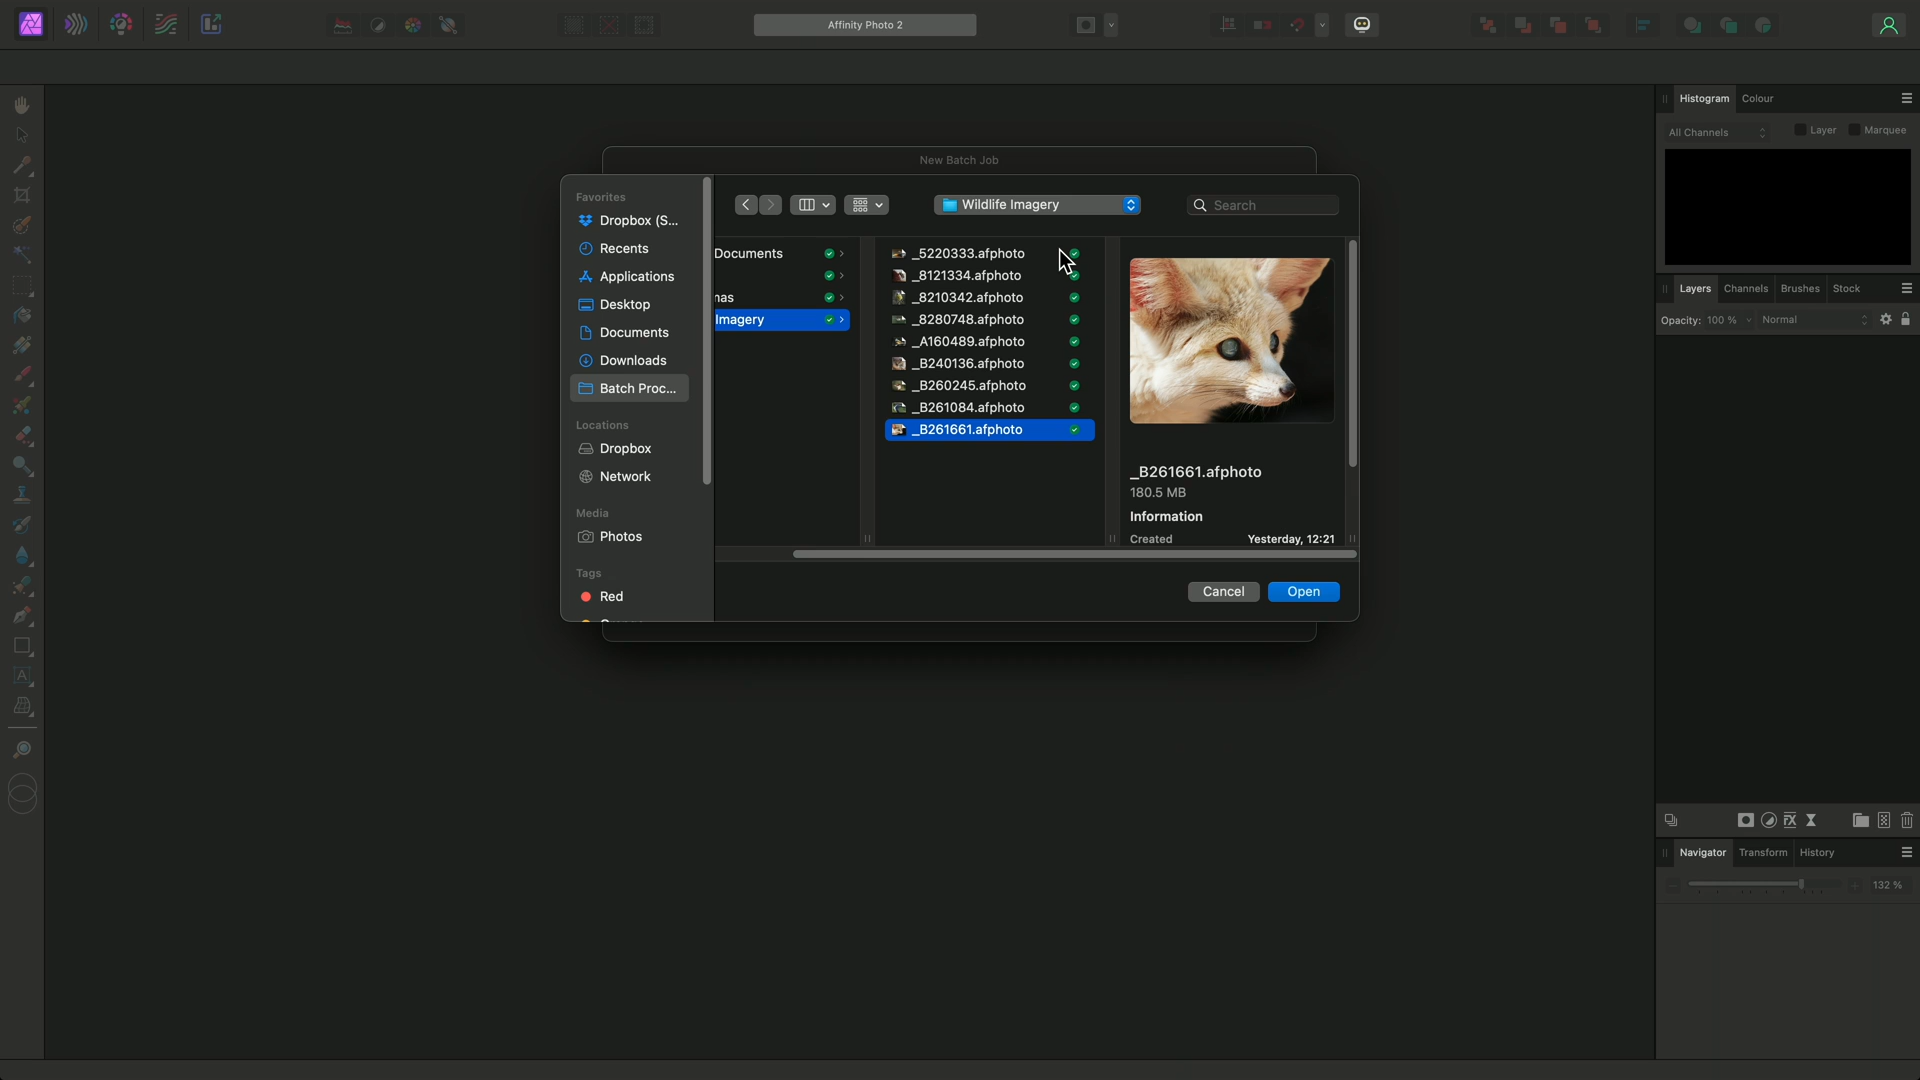 Affinity Photo 2
Histogram
Colour
All Channels
Layer
Marquee
Layers
Channels
Brushes
Stock
Opacity:
100 %
Normal
New Batch Job
Favorites
Dropbox (S...
Recents
Applications
Desktop
Documents
Downloads
Batch Proc...
Locations
Dropbox
Network
Media
Photos
Tags
Red
Wildlife Imagery
Search
Documents
nas
Imagery
_5220333.afphoto
_8121334.afphoto
_8210342.afphoto
_8280748.afphoto
_A160489.afphoto
_B240136.afphoto
_B260245.afphoto
_B261084.afphoto
_B261661.afphoto
_B261661.afphoto
180.5 MB
Information
Created
Yesterday, 12:21
Cancel
Open
Navigator
Transform
History
132 %